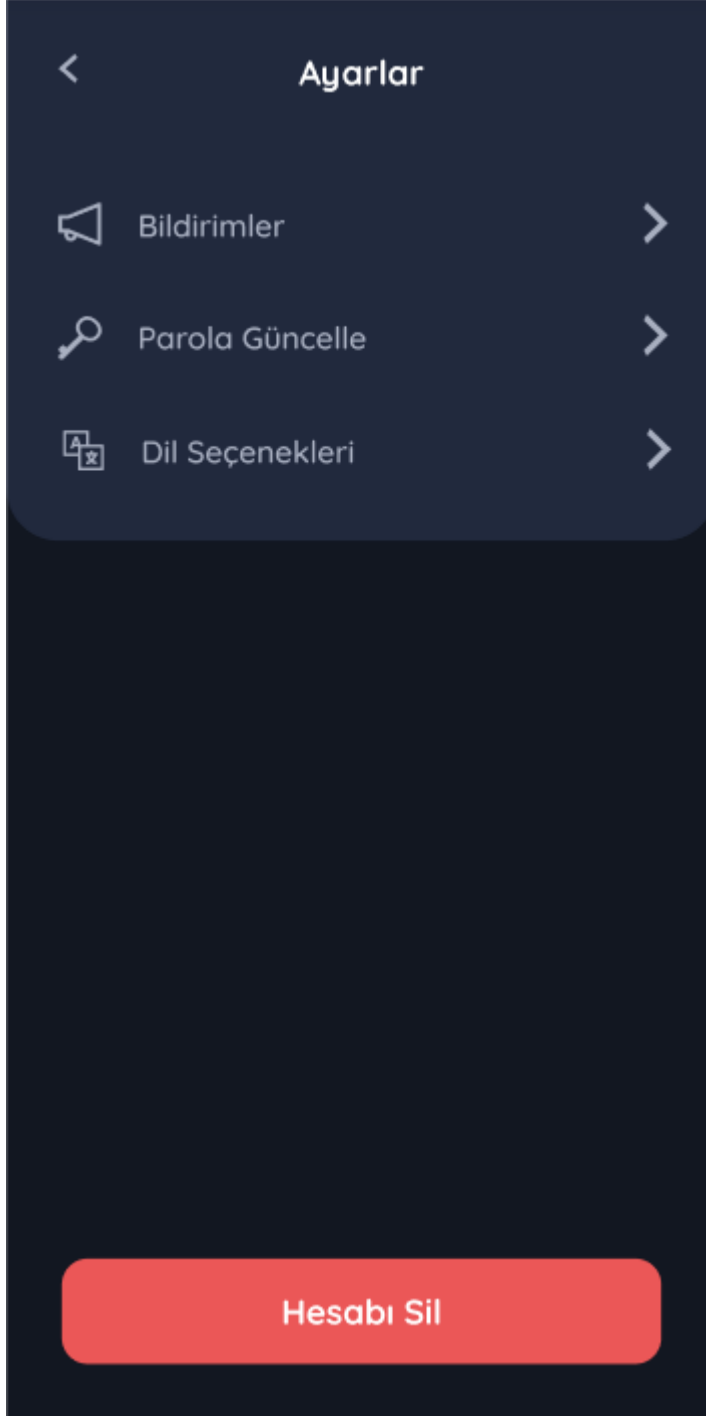 Ayarlar
Bildirimler
Parola Güncelle
Dil Seçenekleri
Hesabı Sil